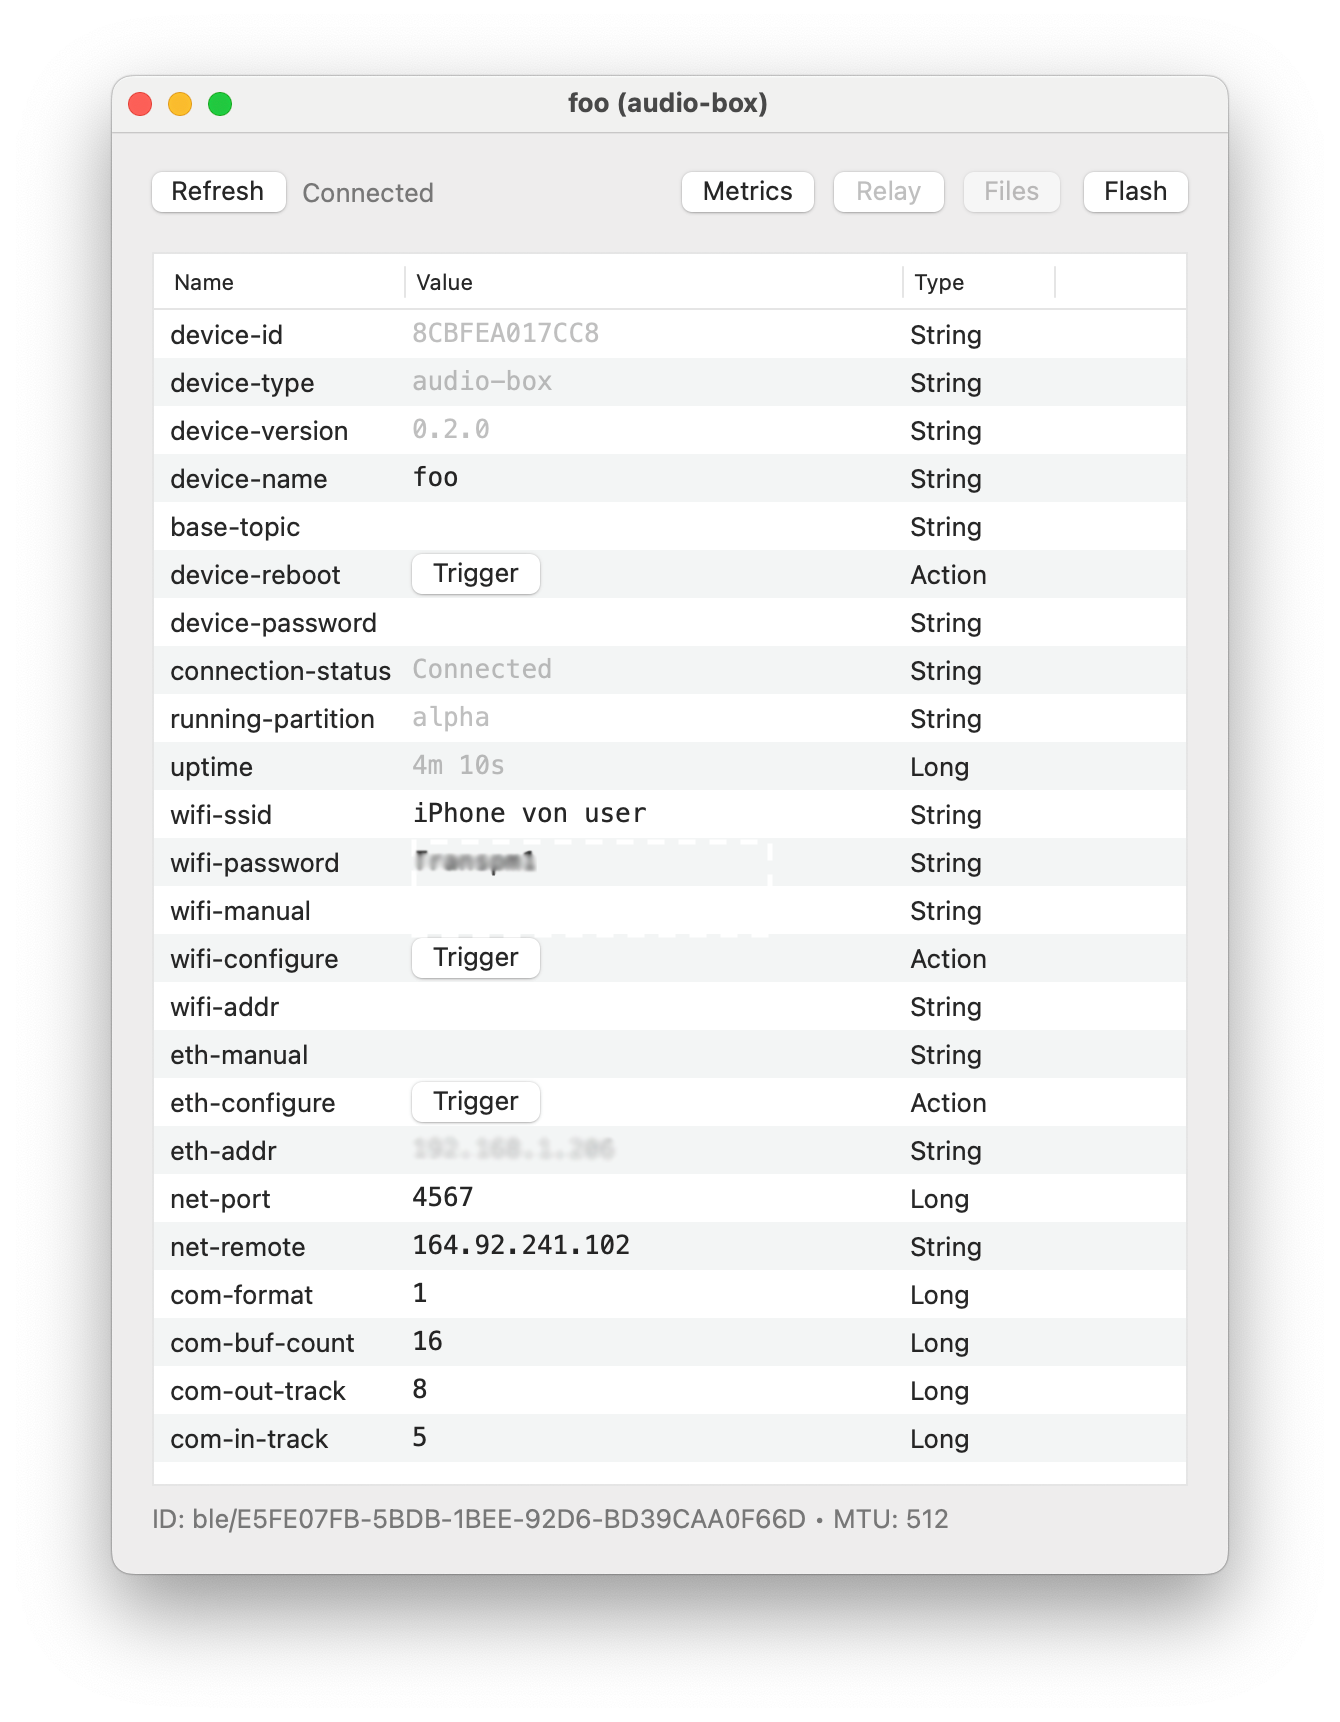 foo (audio-box)
Refresh Connected Metrics Relay Files Flash
Name Value Type
device-id 8CBFEA017CC8 String
device-type audio-box String
device-version 0.2.0 String
device-name foo String
base-topic String
device-reboot Trigger Action
device-password String
connection-status Connected String
running-partition alpha String
uptime 4m 10s Long
wifi-ssid iPhone von user String
wifi-password String
wifi-manual String
wifi-configure Trigger Action
wifi-addr String
eth-manual String
eth-configure Trigger Action
eth-addr String
net-port 4567 Long
net-remote 164.92.241.102 String
com-format 1 Long
com-buf-count 16 Long
com-out-track 8 Long
com-in-track 5 Long
ID: ble/E5FE07FB-5BDB-1BEE-92D6-BD39CAA0F66D • MTU: 512